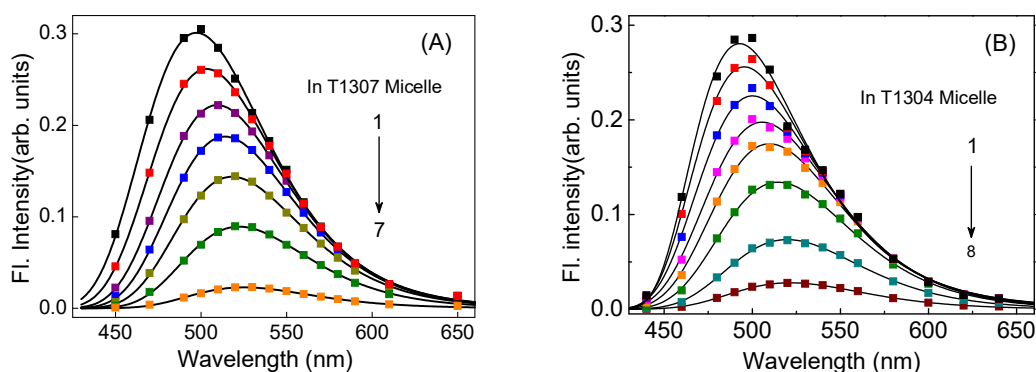 (A)
In T1307 Micelle
1
7
Fl. Intensity(arb. units)
0.3
0.2
0.1
0.0
450 500 550 600 650
Wavelength (nm)
(B)
In T1304 Micelle
1
8
Fl. intensity(arb. units)
0.3
0.2
0.1
0.0
450 500 550 600 650
Wavelength (nm)